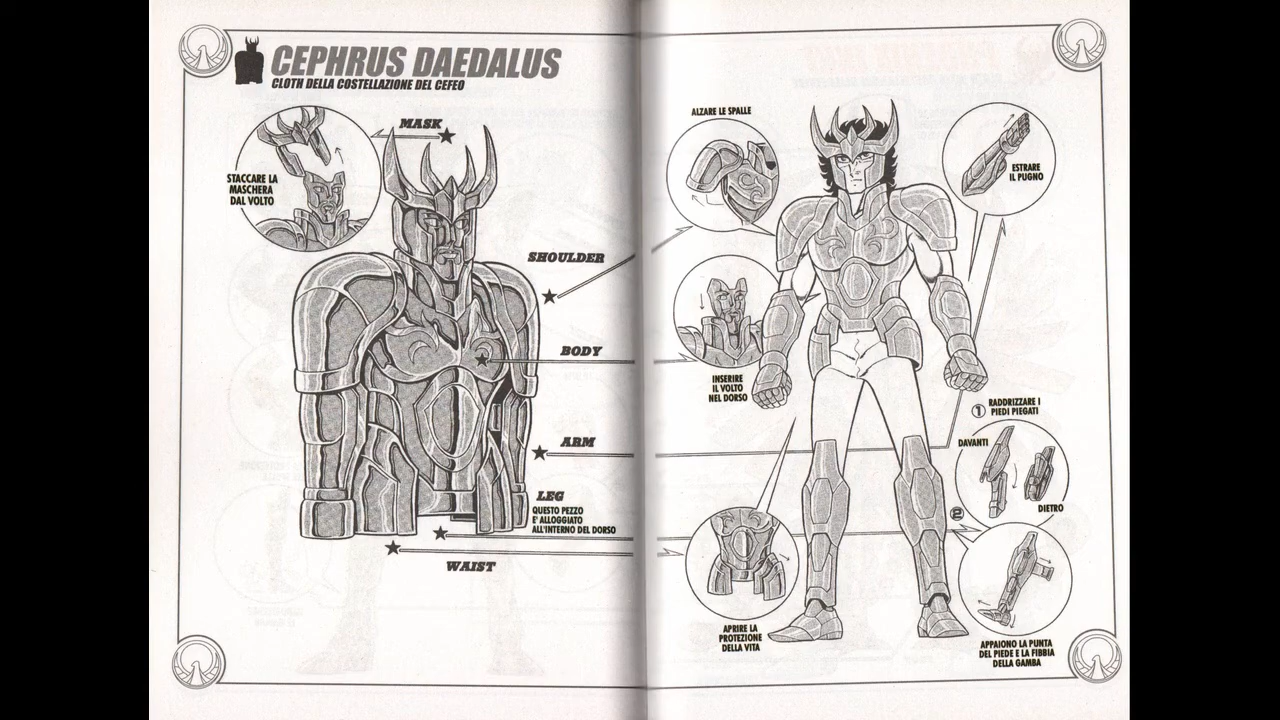 CEPHRUS DAEDALUS
CLOTH DELLA COSTELLAZIONE DEL CEFEO
MASK
STACCARE LA
MASCHERA
DAL VOLTO
SHOULDER
BODY
ARM
LEG
QUESTO PEZZO
E' ALLOGGIATO
ALL'INTERNO DEL DORSO
WAIST
ALZARE LE SPALLE
ESTRARE
IL PUGNO
INSERIRE
IL VOLTO
NEL DORSO
1 RADDRIZZARE I
PIEDI PIEGATI
DAVANTI
DIETRO
2
APRIRE LA
PROTEZIONE
DELLA VITA
APPAIONO LA PUNTA
DEL PIEDE E LA FIBBIA
DELLA GAMBA